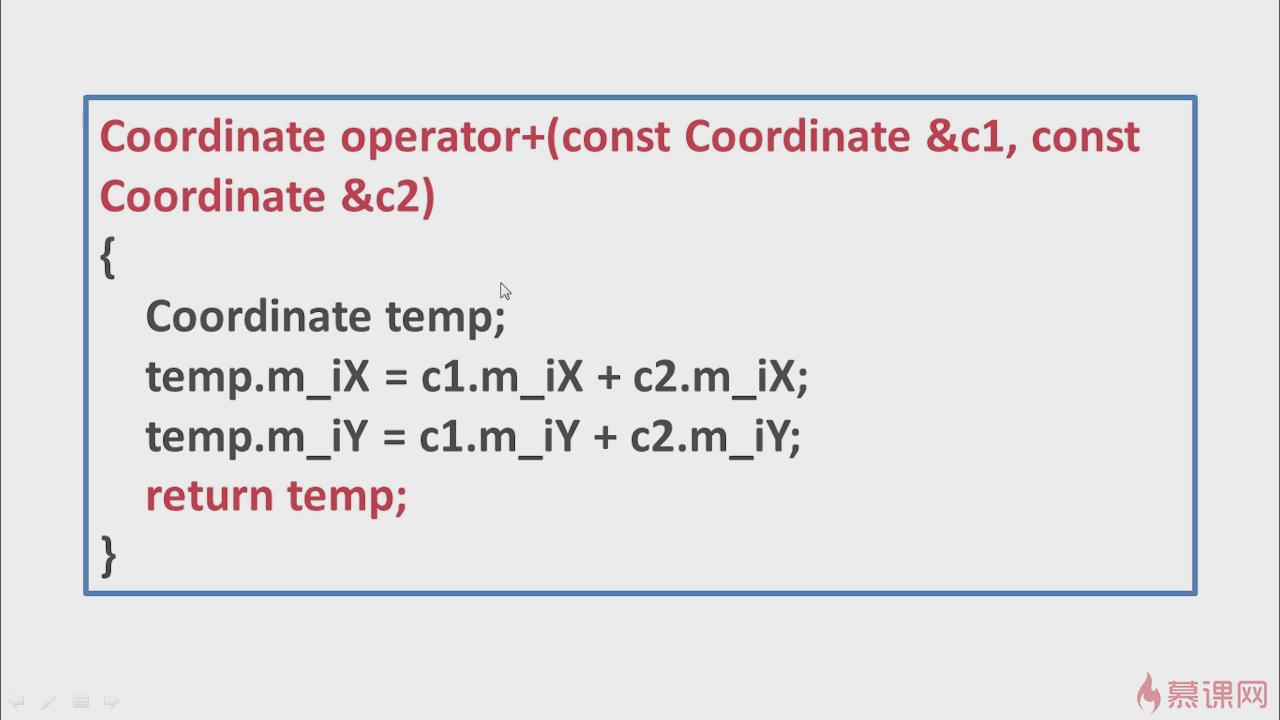 Coordinate operator+(const Coordinate &c1, const
Coordinate &c2)
{
    Coordinate temp;
    temp.m_iX = c1.m_iX + c2.m_iX;
    temp.m_iY = c1.m_iY + c2.m_iY;
    return temp;
}
慕课网